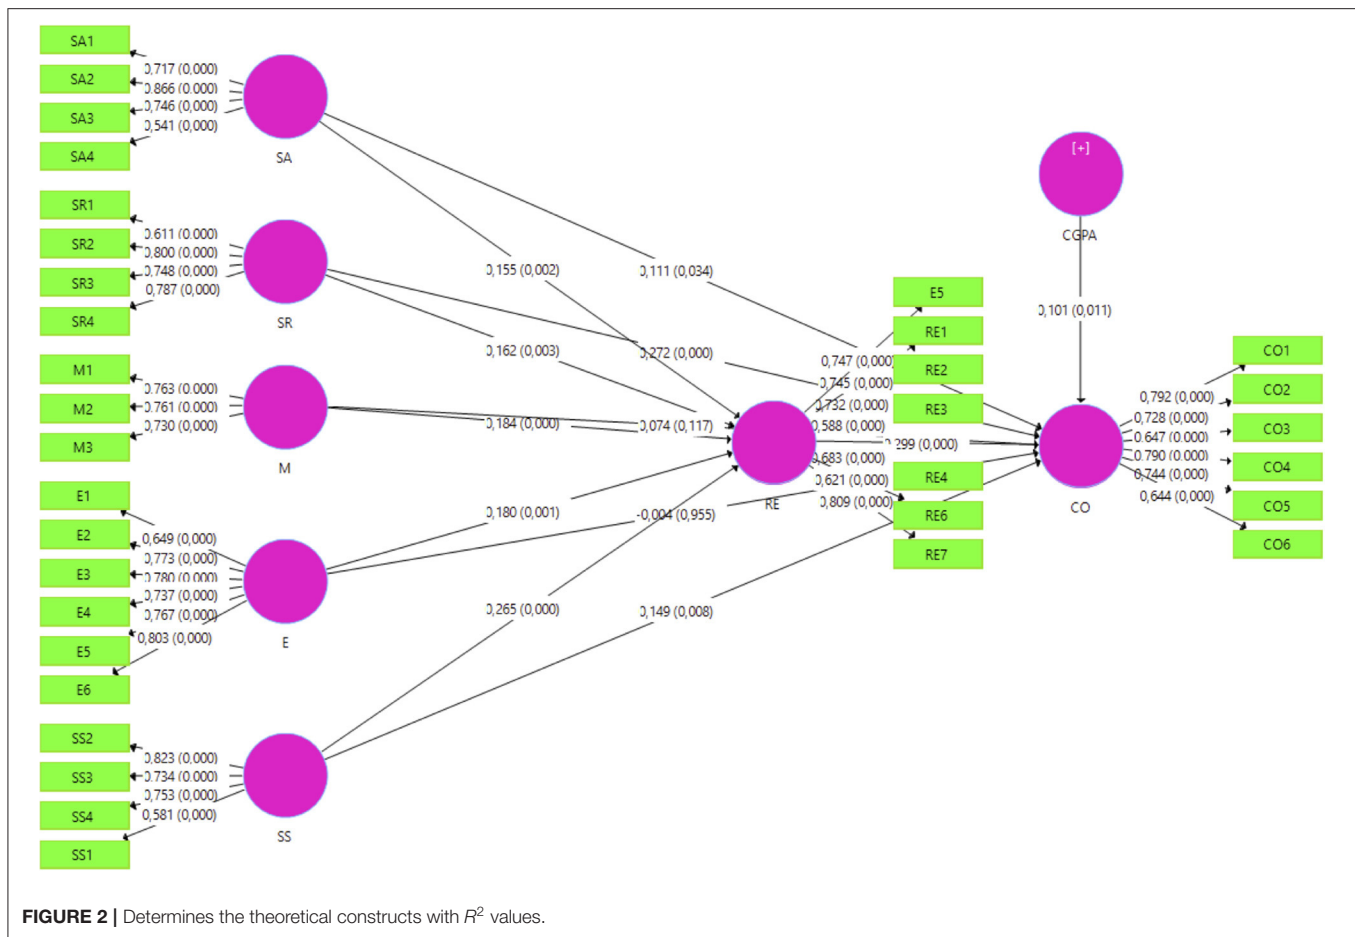 SA1
SA2
SA3
SA4
0,717 (0,000)
0.866 (0,000)
0,746 (0,000)
0,541 (0,000)
SA
SR1
SR2
SR3
SR4
0.611 (0,000)
0.800 (0,000)
0,748 (0,000)
0,787 (0,000)
SR
M1
M2
M3
0.763 (0,000)
0.761 (0,000)
0,730 (0,000)
M
E1
E2
E3
E4
E5
E6
0,649 (0,000)
0.773 (0,000)
0.780 (0.000)
0,737 (0,000)
0,767 (0,000)
0,803 (0,000)
E
SS2
SS3
SS4
SS1
0.823 (0,000)
0.734 (0.000)
0,753 (0,000)
0,581 (0,000)
SS
0,155 (0,002)
0,111 (0,034)
0,162 (0,003)
0,272 (0,000)
0,184 (0,000)
0,074 (0,117)
0,180 (0,001)
-0,004 (0,955)
0,265 (0,000)
0,149 (0,008)
RE
E5
RE1
RE2
RE3
RE4
RE6
RE7
0,747 (0,000)
0,745 (0,000)
0,732 (0,000)
0,588 (0,000)
0,299 (0,000)
0,683 (0,000)
0,621 (0,000)
0,809 (0,000)
[+]
CGPA
0,101 (0,011)
CO
0,792 (0,000)
0,728 (0,000)
0,647 (0,000)
0,790 (0,000)
0,744 (0,000)
0,644 (0,000)
CO1
CO2
CO3
CO4
CO5
CO6
FIGURE 2 | Determines the theoretical constructs with R² values.